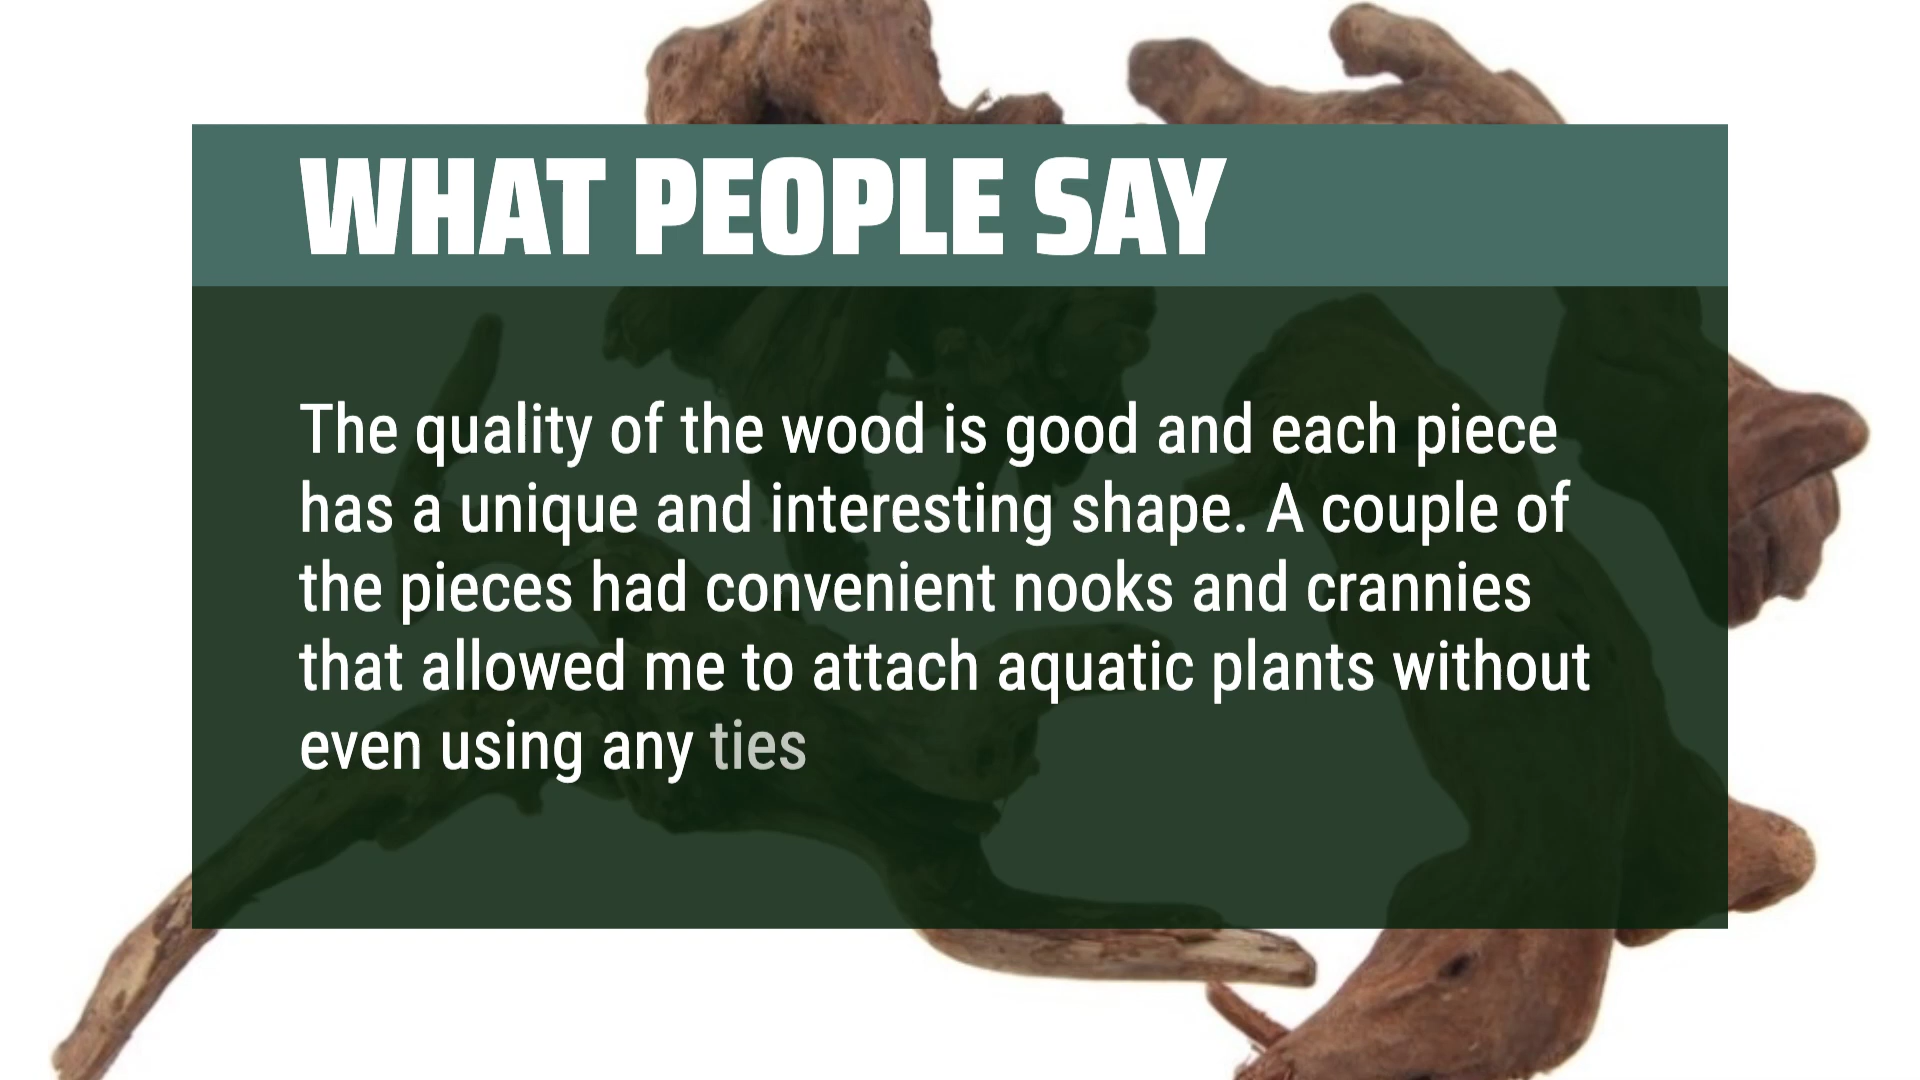 WHAT PEOPLE SAY
The quality of the wood is good and each piece
has a unique and interesting shape. A couple of
the pieces had convenient nooks and crannies
that allowed me to attach aquatic plants without
even using any ties